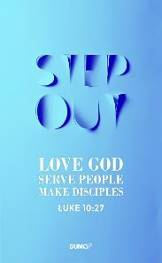 STEP
OUT
LOVE GOD
SERVE PEOPLE
MAKE DISCIPLES
LUKE 10:27